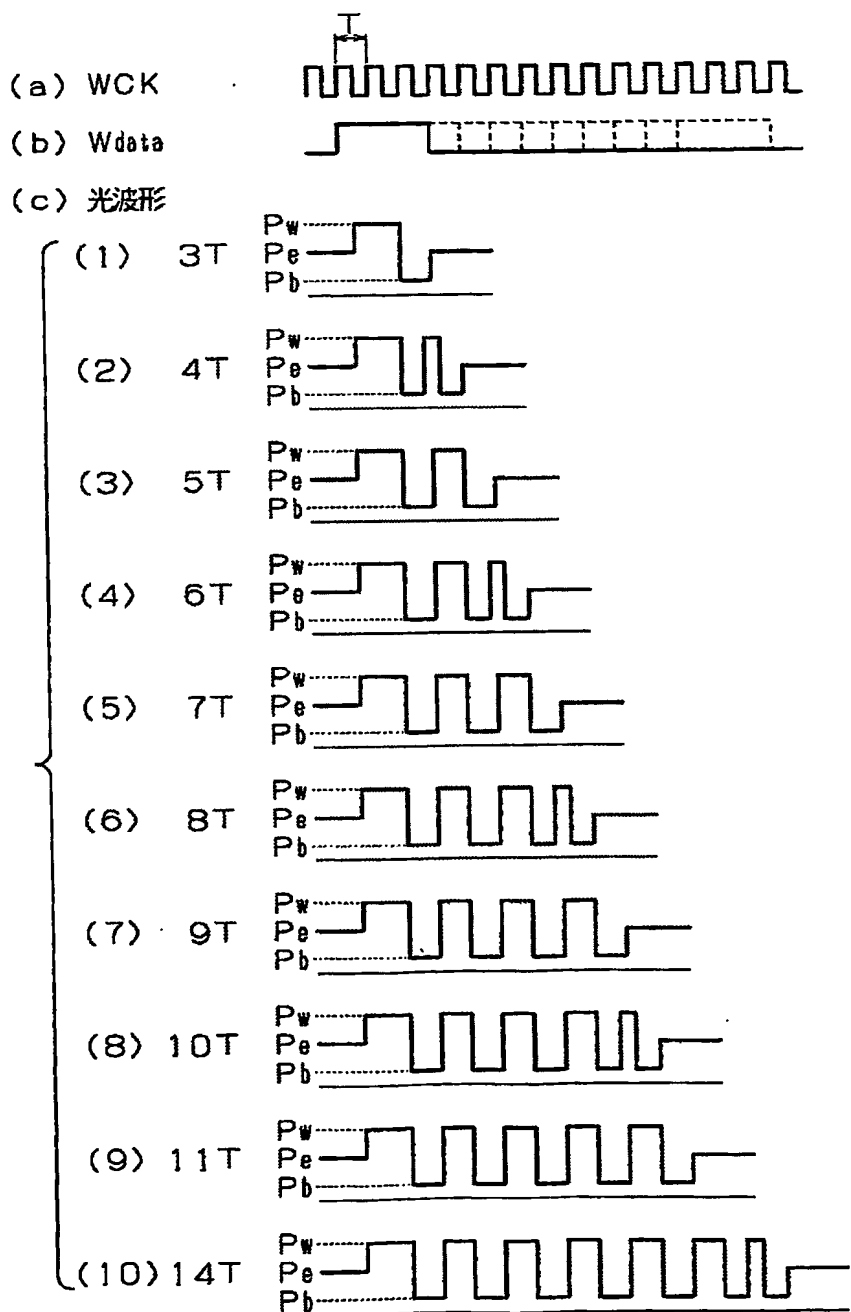 T
(a) WCK
(b) Wdata
(c) 光波形
(1) 3T Pw Pe Pb
(2) 4T Pw Pe Pb
(3) 5T Pw Pe Pb
(4) 6T Pw Pe Pb
(5) 7T Pw Pe Pb
(6) 8T Pw Pe Pb
(7) 9T Pw Pe Pb
(8) 10T Pw Pe Pb
(9) 11T Pw Pe Pb
(10) 14T Pw Pe Pb